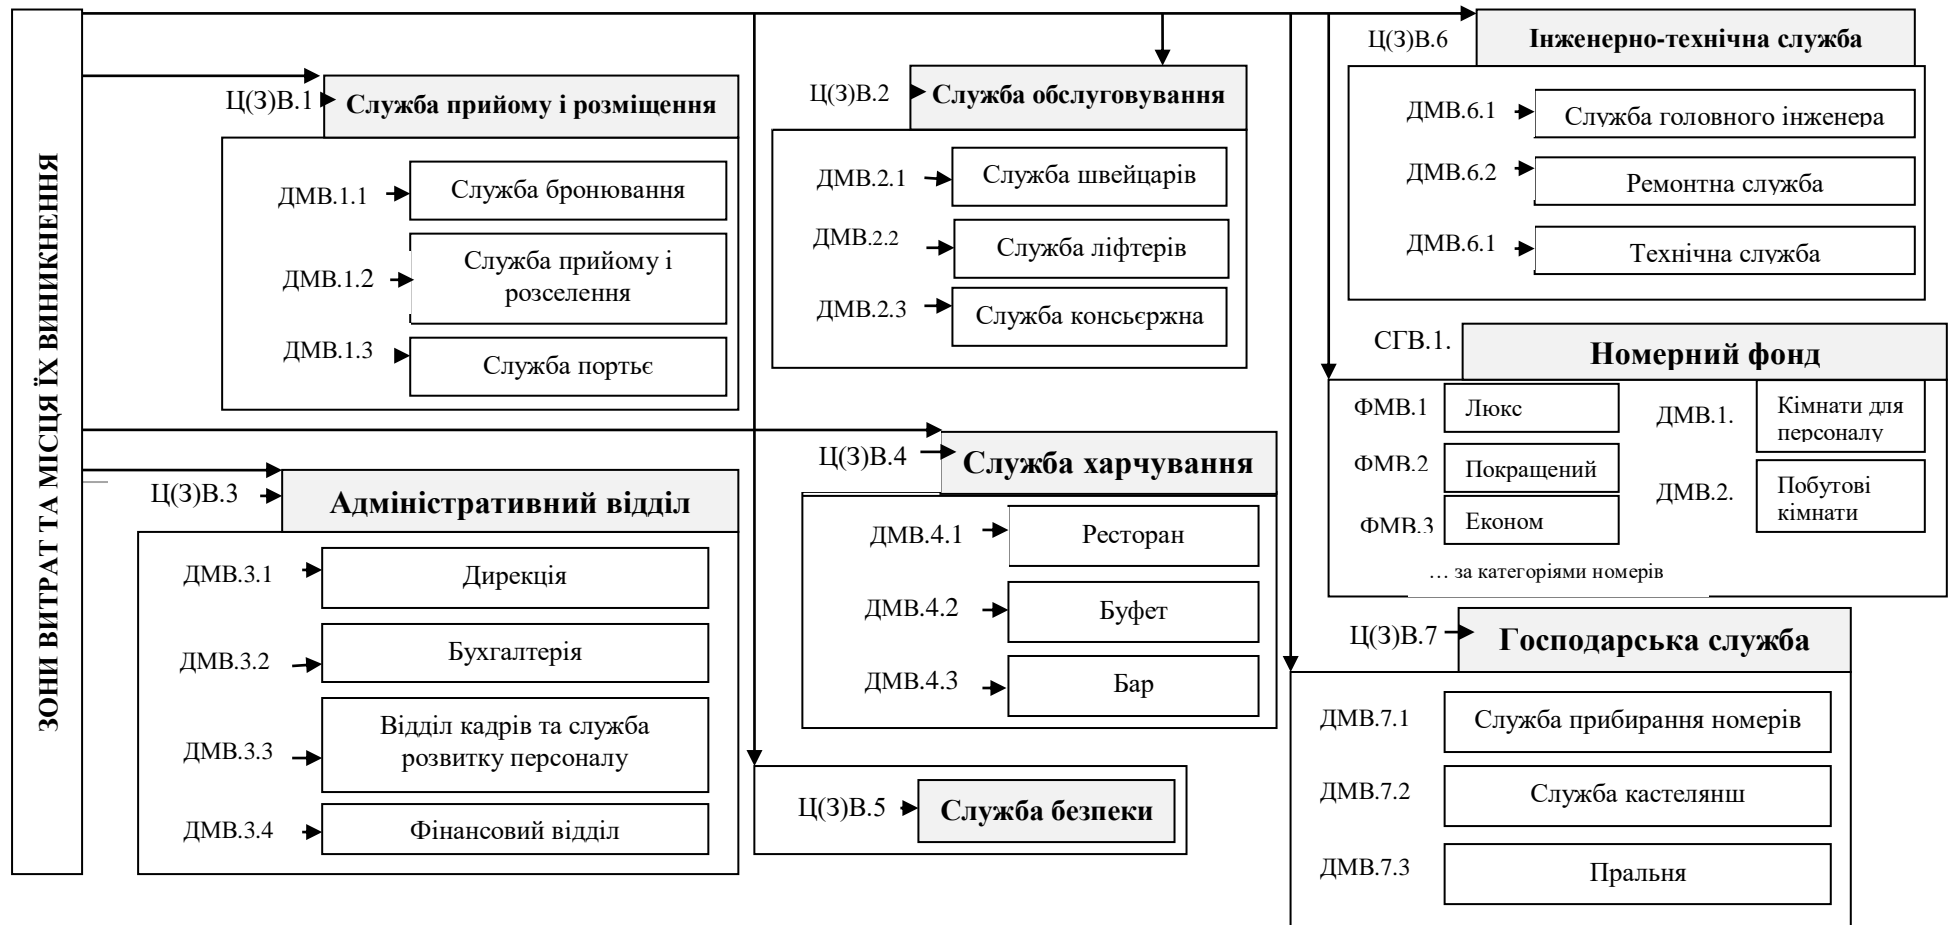 ЗОНИ ВИТРАТ ТА МІСЦЯ ЇХ ВИНИКНЕННЯ
Ц(З)В.1
Служба прийому і розміщення
ДМВ.1.1
Служба бронювання
ДМВ.1.2
Служба прийому і
розселення
ДМВ.1.3
Служба портьє
Ц(З)В.2
Служба обслуговування
ДМВ.2.1
Служба швейцарів
ДМВ.2.2
Служба ліфтерів
ДМВ.2.3
Служба консьєржна
Ц(З)В.6
Інженерно-технічна служба
ДМВ.6.1
Служба головного інженера
ДМВ.6.2
Ремонтна служба
ДМВ.6.1
Технічна служба
СГВ.1.
Номерний фонд
ФМВ.1
Люкс
ФМВ.2
Покращений
ФМВ.3
Економ
ДМВ.1.
Кімнати для
персоналу
ДМВ.2.
Побутові
кімнати
… за категоріями номерів
Ц(З)В.3
Адміністративний відділ
ДМВ.3.1
Дирекція
ДМВ.3.2
Бухгалтерія
ДМВ.3.3
Відділ кадрів та служба
розвитку персоналу
ДМВ.3.4
Фінансовий відділ
Ц(З)В.4
Служба харчування
ДМВ.4.1
Ресторан
ДМВ.4.2
Буфет
ДМВ.4.3
Бар
Ц(З)В.5
Служба безпеки
Ц(З)В.7
Господарська служба
ДМВ.7.1
Служба прибирання номерів
ДМВ.7.2
Служба кастелянш
ДМВ.7.3
Пральня